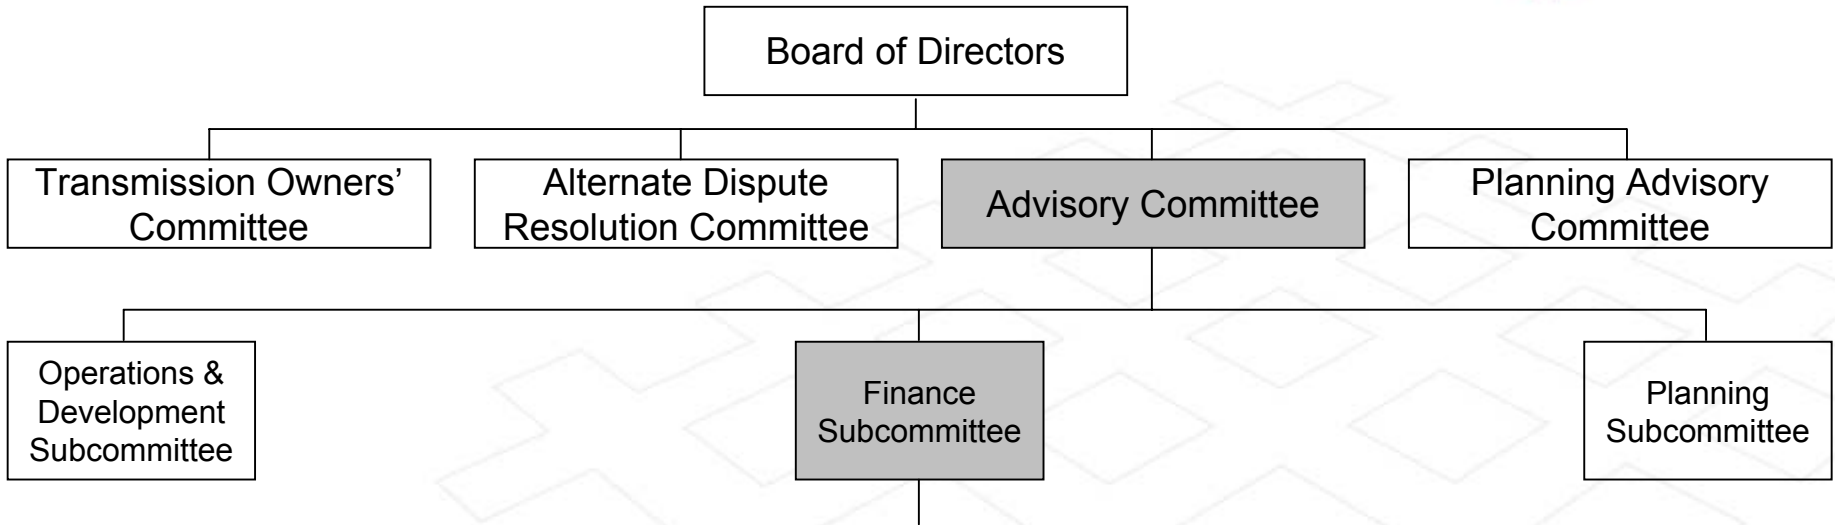 Board of Directors
Transmission Owners’
Committee
Alternate Dispute
Resolution Committee
Advisory Committee
Planning Advisory
Committee
Operations &
Development
Subcommittee
Finance
Subcommittee
Planning
Subcommittee